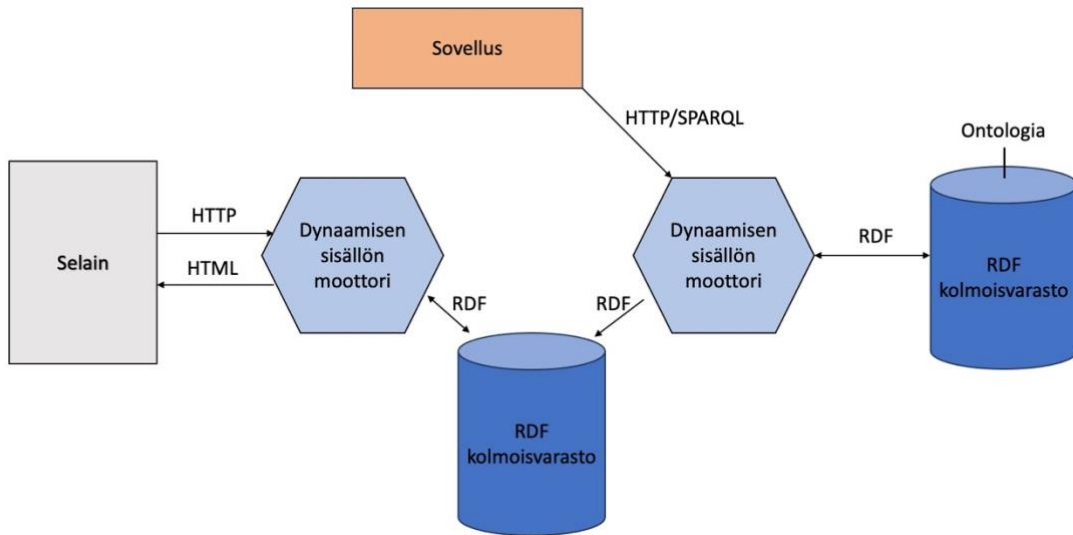 Sovellus
HTTP/SPARQL
Ontologia
Selain
HTTP
HTML
Dynaamisen
sisällön
moottori
RDF
RDF
kolmoisvarasto
RDF
Dynaamisen
sisällön
moottori
RDF
RDF
kolmoisvarasto